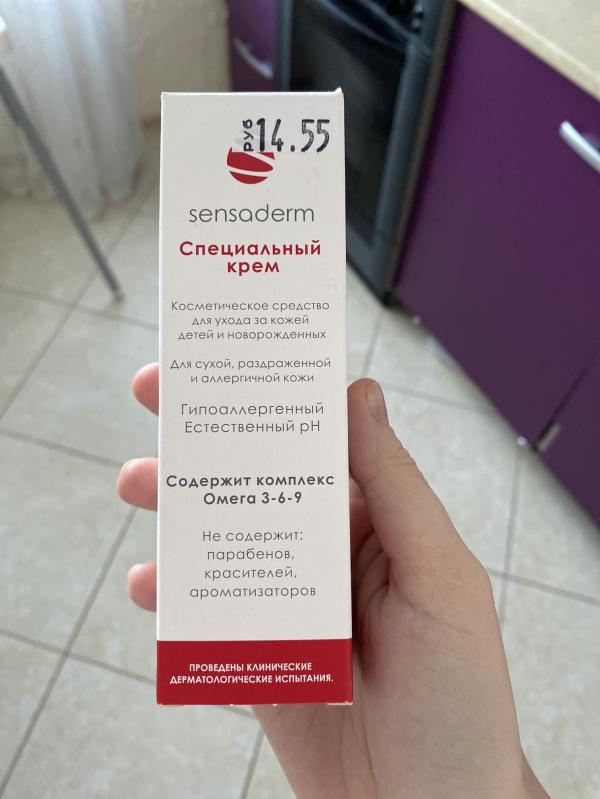 руб 14.55
sensaderm
Специальный
крем
Косметическое средство
для ухода за кожей
детей и новорожденных
Для сухой, раздраженной
и аллергичной кожи
Гипоаллергенный
Естественный pH
Содержит комплекс
Омега 3-6-9
Не содержит:
парабенов,
красителей,
ароматизаторов
ПРОВЕДЕНЫ КЛИНИЧЕСКИЕ
ДЕРМАТОЛОГИЧЕСКИЕ ИСПЫТАНИЯ.